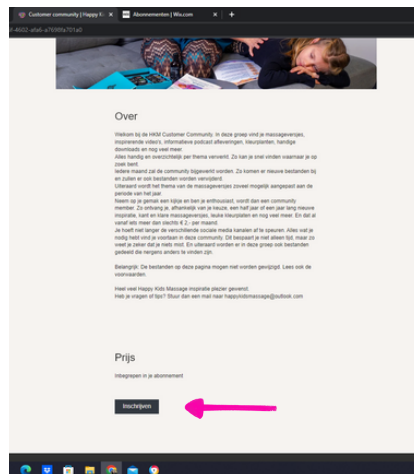 Customer community | Happy K
Abonnementen | Wix.com
Over
Welkom bij de HKM Customer Community. In deze groep vind je massageversjes,
inspirerende video's, informatieve podcast afleveringen, kleurplanten, handige
downloads en nog veel meer.
Alles handig en overzichtelijk per thema verwerkt. Zo kan je snel vinden waarnaar je op
zoek bent.
Iedere maand zal de community bijgewerkt worden. Zo komen er nieuwe bestanden bij
en zullen er ook bestanden worden verwijderd.
Uiteraard wordt het thema van de massageversjes zoveel mogelijk aangepast aan de
periode van het jaar.
Neem op je gemak een kijkje en ben je enthousiast, wordt dan een community
member. Zo ontvang je, afhankelijk van je keuze, een half jaar of een jaar lang nieuwe
inspiratie, kant en klare massageversjes, leuke kleurplaten en nog veel meer. En dat al
vanaf iets meer dan slechts € 2,- per maand.
Je hoeft niet langer de verschillende sociale media kanalen af te speuren. Alles wat je
nodig hebt vind je voortaan in deze community. Dit bespaart je niet alleen tijd, maar zo
weet je zeker dat je niets mist. En uiteraard worden er in deze groep ook bestanden
gedeeld die nergens anders te vinden zijn.
Belangrijk: De bestanden op deze pagina mogen niet worden gewijzigd. Lees ook de
voorwaarden.
Heel veel Happy Kids Massage inspiratie plezier gewenst.
Heb je vragen of tips? Stuur dan een mail naar happykidsmassage@outlook.com
Prijs
Inbegrepen in je abonnement
Inschrijven